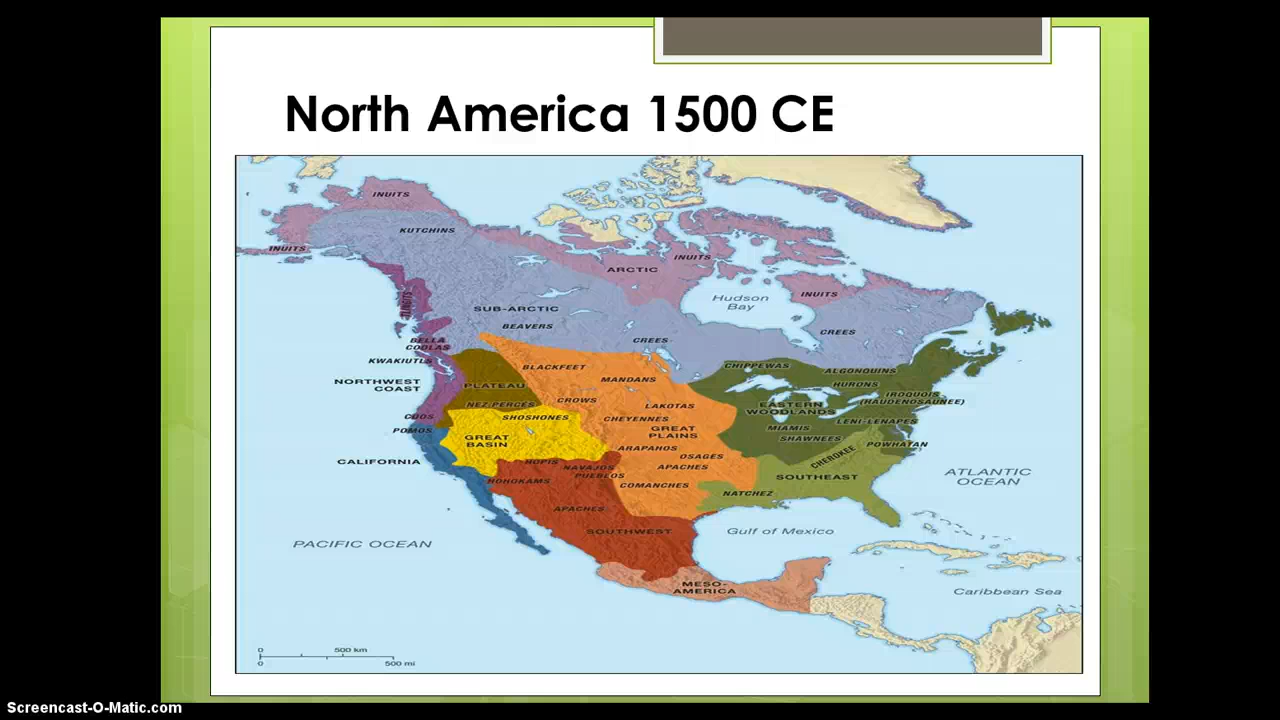 North America 1500 CE
INUITS
KUTCHINS
INUITS
INUITS
ARCTIC
INUITS
Hudson
Bay
TLINGITS
SUB-ARCTIC
BEAVERS
CREES
CREES
BELLA
COOLAS
KWAKIUTLS
BLACKFEET
CHIPPEWAS
ALGONQUINS
NORTHWEST
COAST
PLATEAU
MANDANS
HURONS
IROQUOIS
(HAUDENOSAUNEE)
NEZ PERCES
CROWS
LAKOTAS
EASTERN
WOODLANDS
COOS
SHOSHONES
CHEYENNES
LENI-LENAPES
POMOS
GREAT
BASIN
GREAT
PLAINS
MIAMIS
SHAWNEES
POWHATAN
ARAPAHOS
OSAGES
CHEROKEE
CALIFORNIA
HOPIS
NAVAJOS
APACHES
PUEBLOS
SOUTHEAST
ATLANTIC
OCEAN
HOHOKAMS
COMANCHES
NATCHEZ
APACHES
SOUTHWEST
Gulf of Mexico
PACIFIC OCEAN
MESO-
AMERICA
Caribbean Sea
0 500 km
0 500 mi
Screencast-O-Matic.com